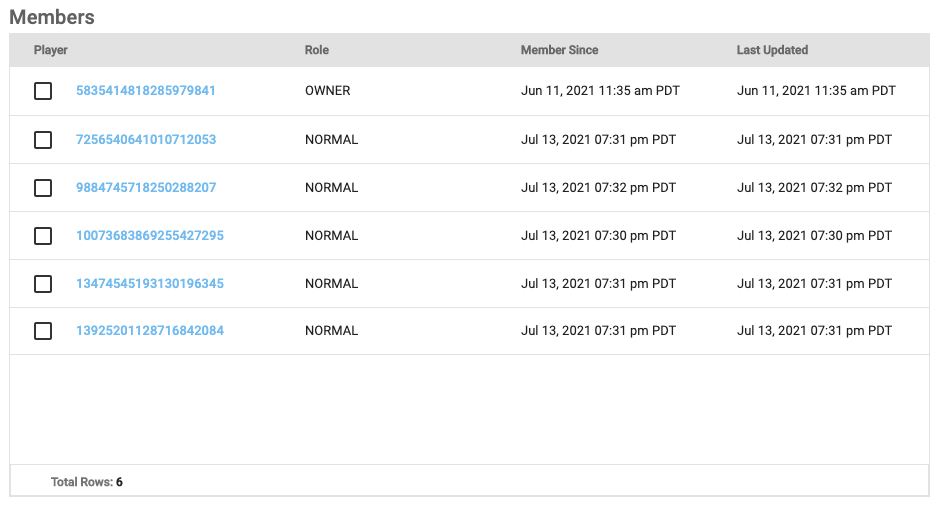 Members
Player Role Member Since Last Updated
5835414818285979841 OWNER Jun 11, 2021 11:35 am PDT Jun 11, 2021 11:35 am PDT
7256540641010712053 NORMAL Jul 13, 2021 07:31 pm PDT Jul 13, 2021 07:31 pm PDT
9884745718250288207 NORMAL Jul 13, 2021 07:32 pm PDT Jul 13, 2021 07:32 pm PDT
10073683869255427295 NORMAL Jul 13, 2021 07:30 pm PDT Jul 13, 2021 07:30 pm PDT
13474545193130196345 NORMAL Jul 13, 2021 07:31 pm PDT Jul 13, 2021 07:31 pm PDT
13925201128716842084 NORMAL Jul 13, 2021 07:31 pm PDT Jul 13, 2021 07:31 pm PDT
Total Rows: 6